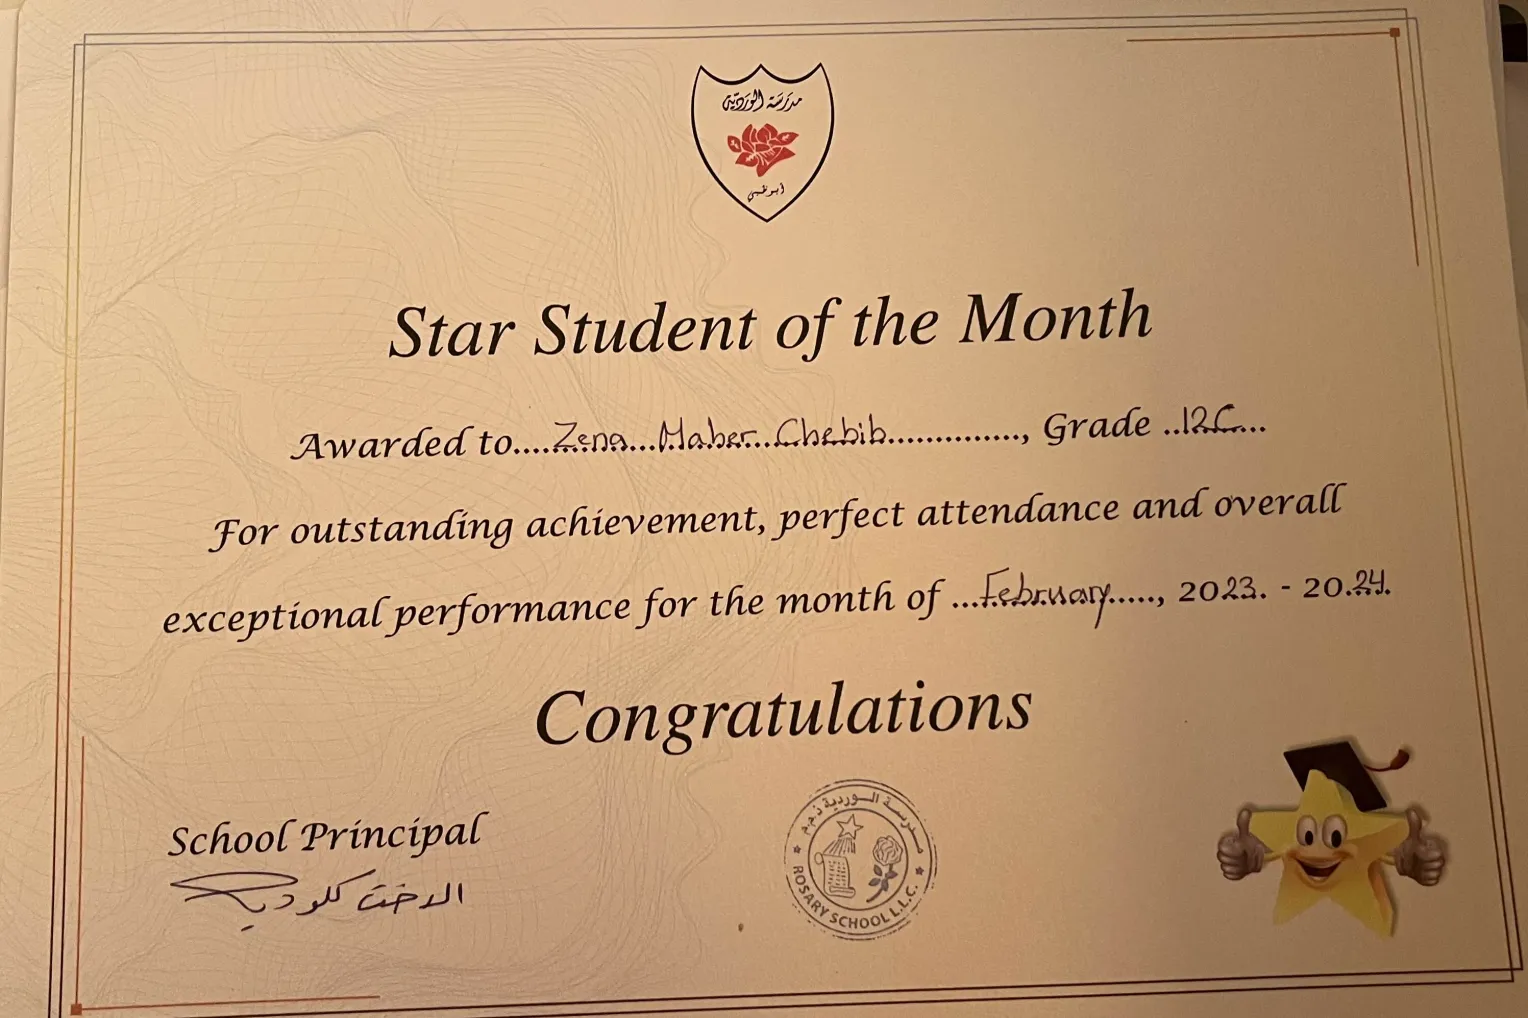 مدرسة الوردية
أبوظبي
Star Student of the Month
Awarded to....Zena...Maher...Chebib..............., Grade ..12C....
For outstanding achievement, perfect attendance and overall
exceptional performance for the month of ...February....., 2023. - 20.24.
Congratulations
School Principal
الاخت كلودي
مدرسة الوردية ذ.م.م
ROSARY SCHOOL L.L.C.